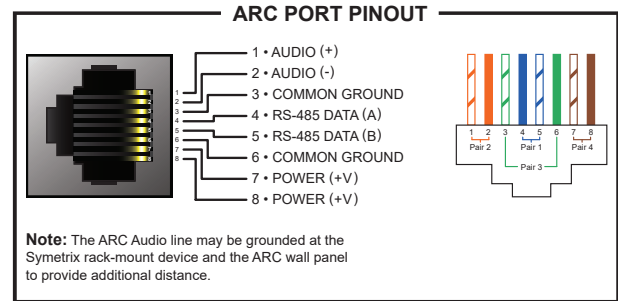 ARC PORT PINOUT
1 • AUDIO (+)
2 • AUDIO (-)
3 • COMMON GROUND
4 • RS-485 DATA (A)
5 • RS-485 DATA (B)
6 • COMMON GROUND
7 • POWER (+V)
8 • POWER (+V)
1
2
3
4
5
6
7
8
1 2 3 4 5 6 7 8
Pair 2 Pair 1 Pair 4
Pair 3
Note: The ARC Audio line may be grounded at the
Symetrix rack-mount device and the ARC wall panel
to provide additional distance.